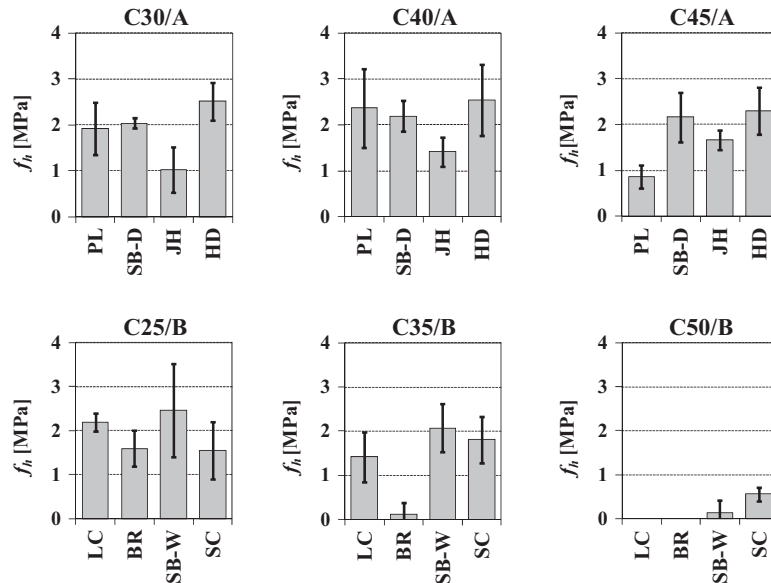 C30/A
C40/A
C45/A
f_h [MPa]
4
3
2
1
0
PL
SB-D
JH
HD
f_h [MPa]
4
3
2
1
0
PL
SB-D
JH
HD
f_h[MPa]
4
3
2
1
0
PL
SB-D
JH
HD
C25/B
C35/B
C50/B
f_h [MPa]
4
3
2
1
0
LC
BR
SB-W
SC
f_h [MPa]
4
3
2
1
0
LC
BR
SB-W
SC
f_h [MPa]
4
3
2
1
0
LC
BR
SB-W
SC